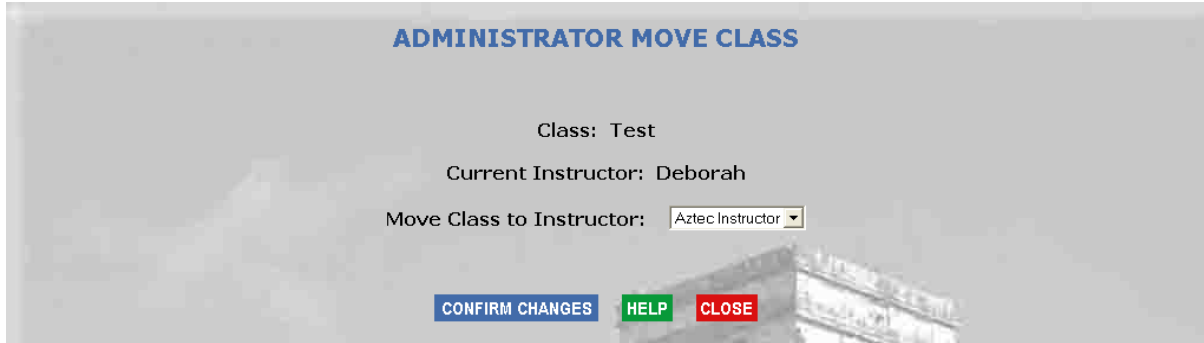 ADMINISTRATOR MOVE CLASS
Class: Test
Current Instructor: Deborah
Move Class to Instructor: Aztec Instructor
CONFIRM CHANGES HELP CLOSE